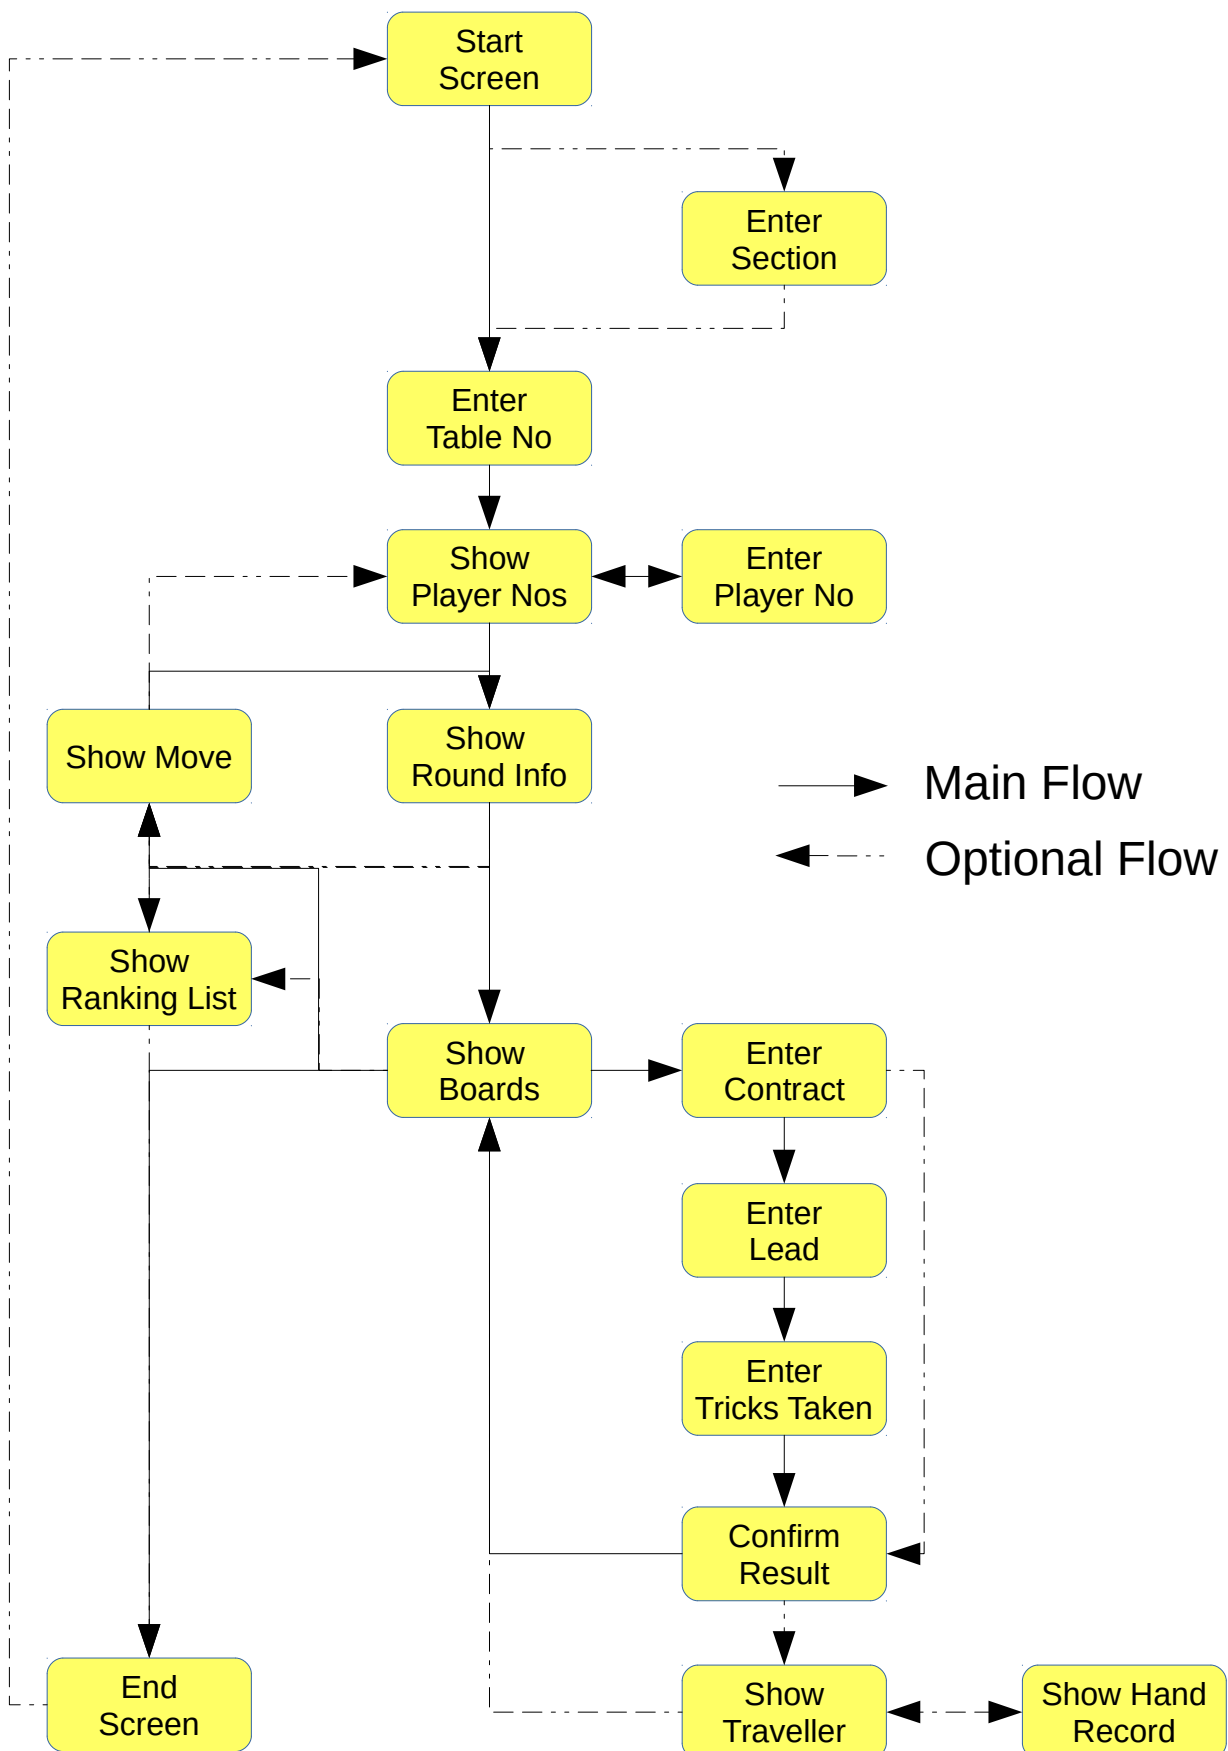 Start
Screen
Enter
Section
Enter
Table No
Show
Player Nos
Enter
Player No
Show Move
Show
Round Info
Main Flow
Optional Flow
Show
Ranking List
Show
Boards
Enter
Contract
Enter
Lead
Enter
Tricks Taken
Confirm
Result
End
Screen
Show
Traveller
Show Hand
Record